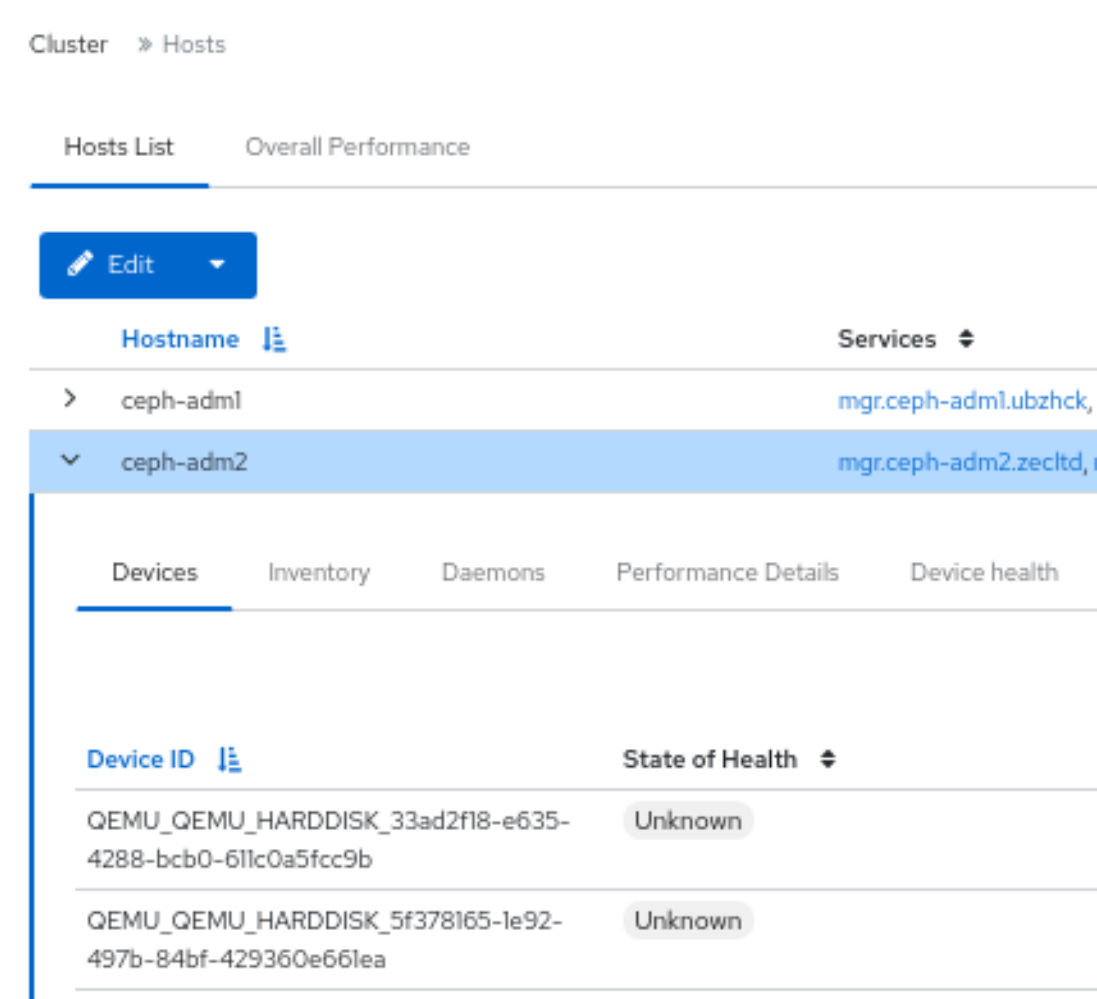 Cluster » Hosts
Hosts List Overall Performance
Edit
Hostname Services
ceph-adm1 mgr.ceph-adm1.ubzhck,
ceph-adm2 mgr.ceph-adm2.zecltd,
Devices Inventory Daemons Performance Details Device health
Device ID State of Health
QEMU_QEMU_HARDDISK_33ad2f18-e635- Unknown
4288-bcb0-611c0a5fcc9b
QEMU_QEMU_HARDDISK_5f378165-1e92- Unknown
497b-84bf-429360e661ea